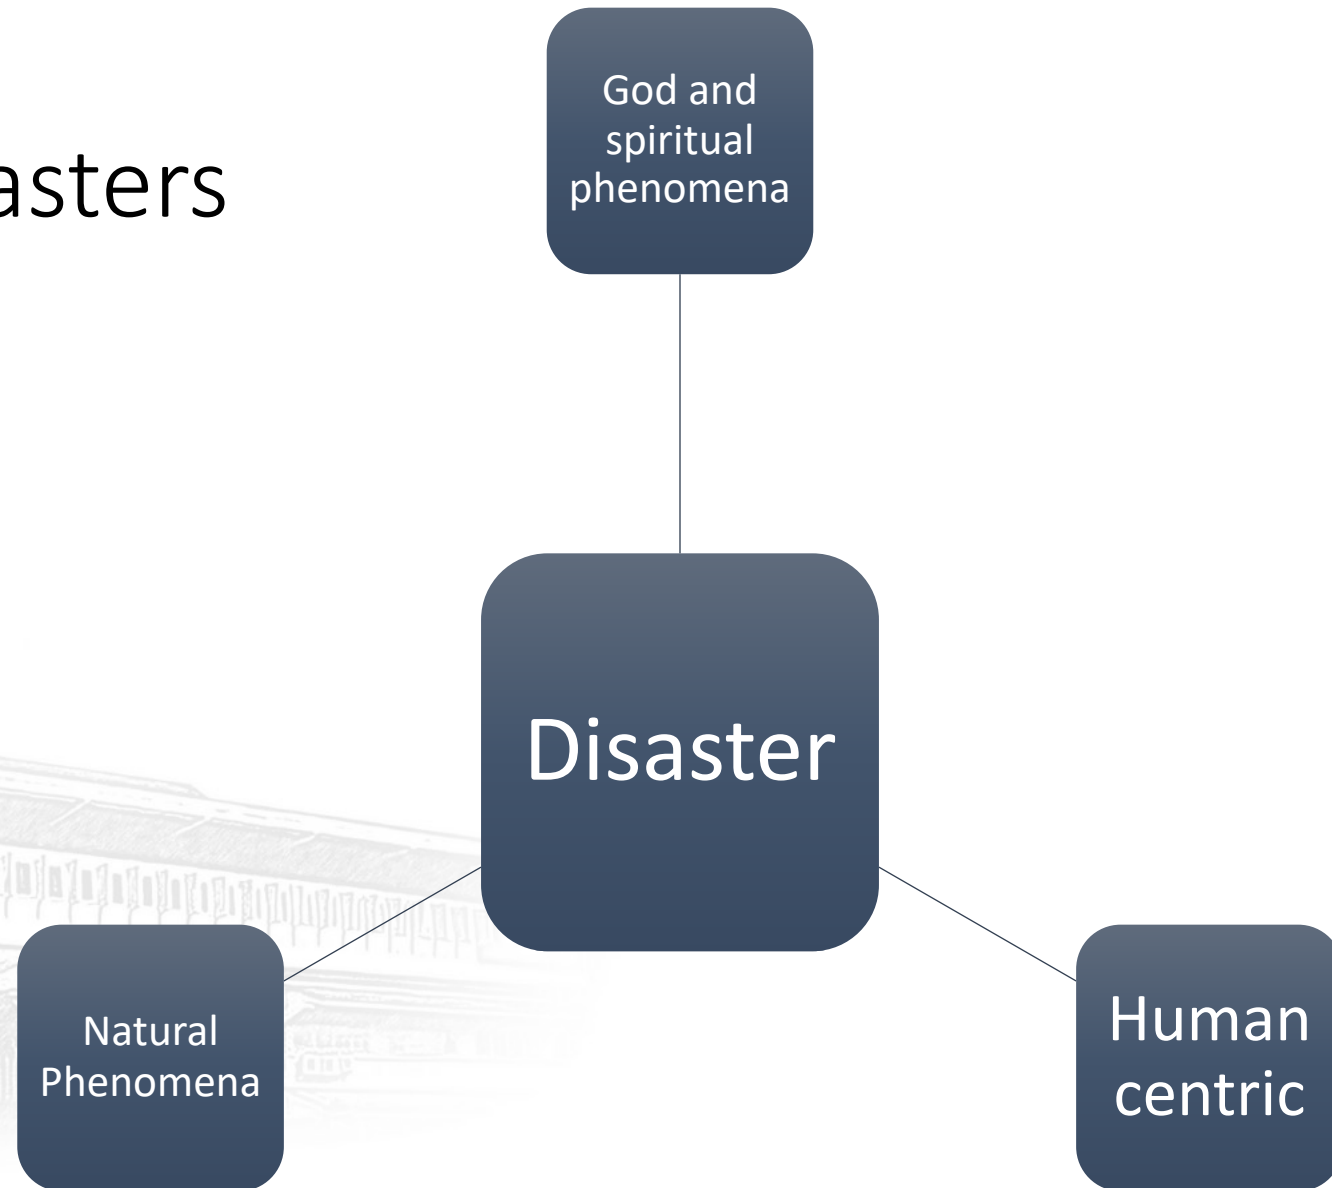 God and
spiritual
phenomena
asters
Disaster
Natural
Phenomena
Human
centric